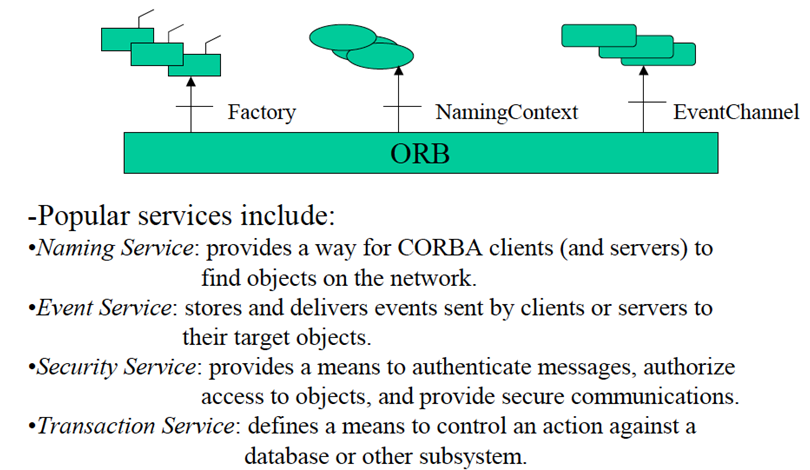 Factory NamingContext EventChannel
ORB
-Popular services include:
•Naming Service: provides a way for CORBA clients (and servers) to
find objects on the network.
•Event Service: stores and delivers events sent by clients or servers to
their target objects.
•Security Service: provides a means to authenticate messages, authorize
access to objects, and provide secure communications.
•Transaction Service: defines a means to control an action against a
database or other subsystem.